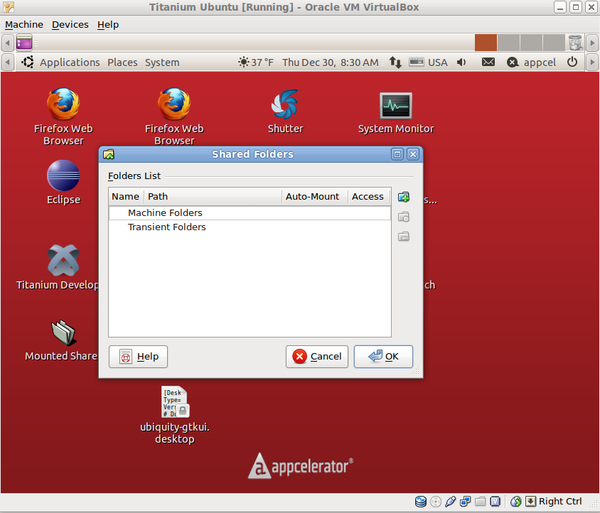 Titanium Ubuntu [Running] - Oracle VM VirtualBox
Machine Devices Help
Applications Places System 37 °F Thu Dec 30, 8:30 AM USA appcel
Firefox Web Browser
Firefox Web Browser
Shutter
System Monitor
Shared Folders
Folders List
Name Path Auto-Mount Access
Machine Folders
Transient Folders
Help Cancel OK
Eclipse
s...
Titanium Develop
ch
Mounted Share
[Desk
Type=
Vers
# D
ubiquity-gtkui.
desktop
appcelerator®
Right Ctrl